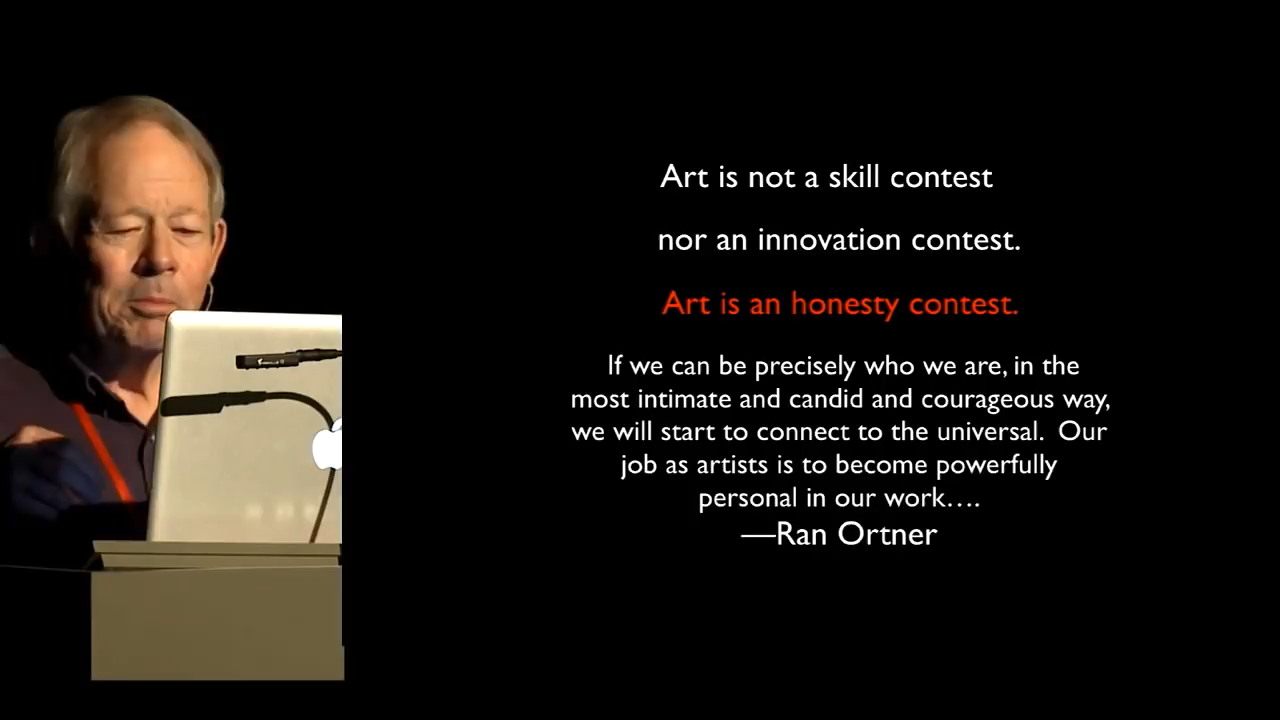 Art is not a skill contest
nor an innovation contest.
Art is an honesty contest.
If we can be precisely who we are, in the
most intimate and candid and courageous way,
we will start to connect to the universal.  Our
job as artists is to become powerfully
personal in our work....
—Ran Ortner